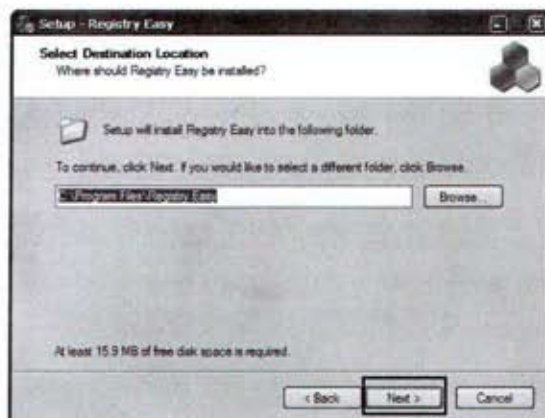 Setup - Registry Easy
Select Destination Location
Where should Registry Easy be installed?
Setup will install Registry Easy into the following folder.
To continue, click Next. If you would like to select a different folder, click Browse.
C:\Program Files\Registry Easy
Browse...
At least 15.9 MB of free disk space is required.
< Back
Next >
Cancel